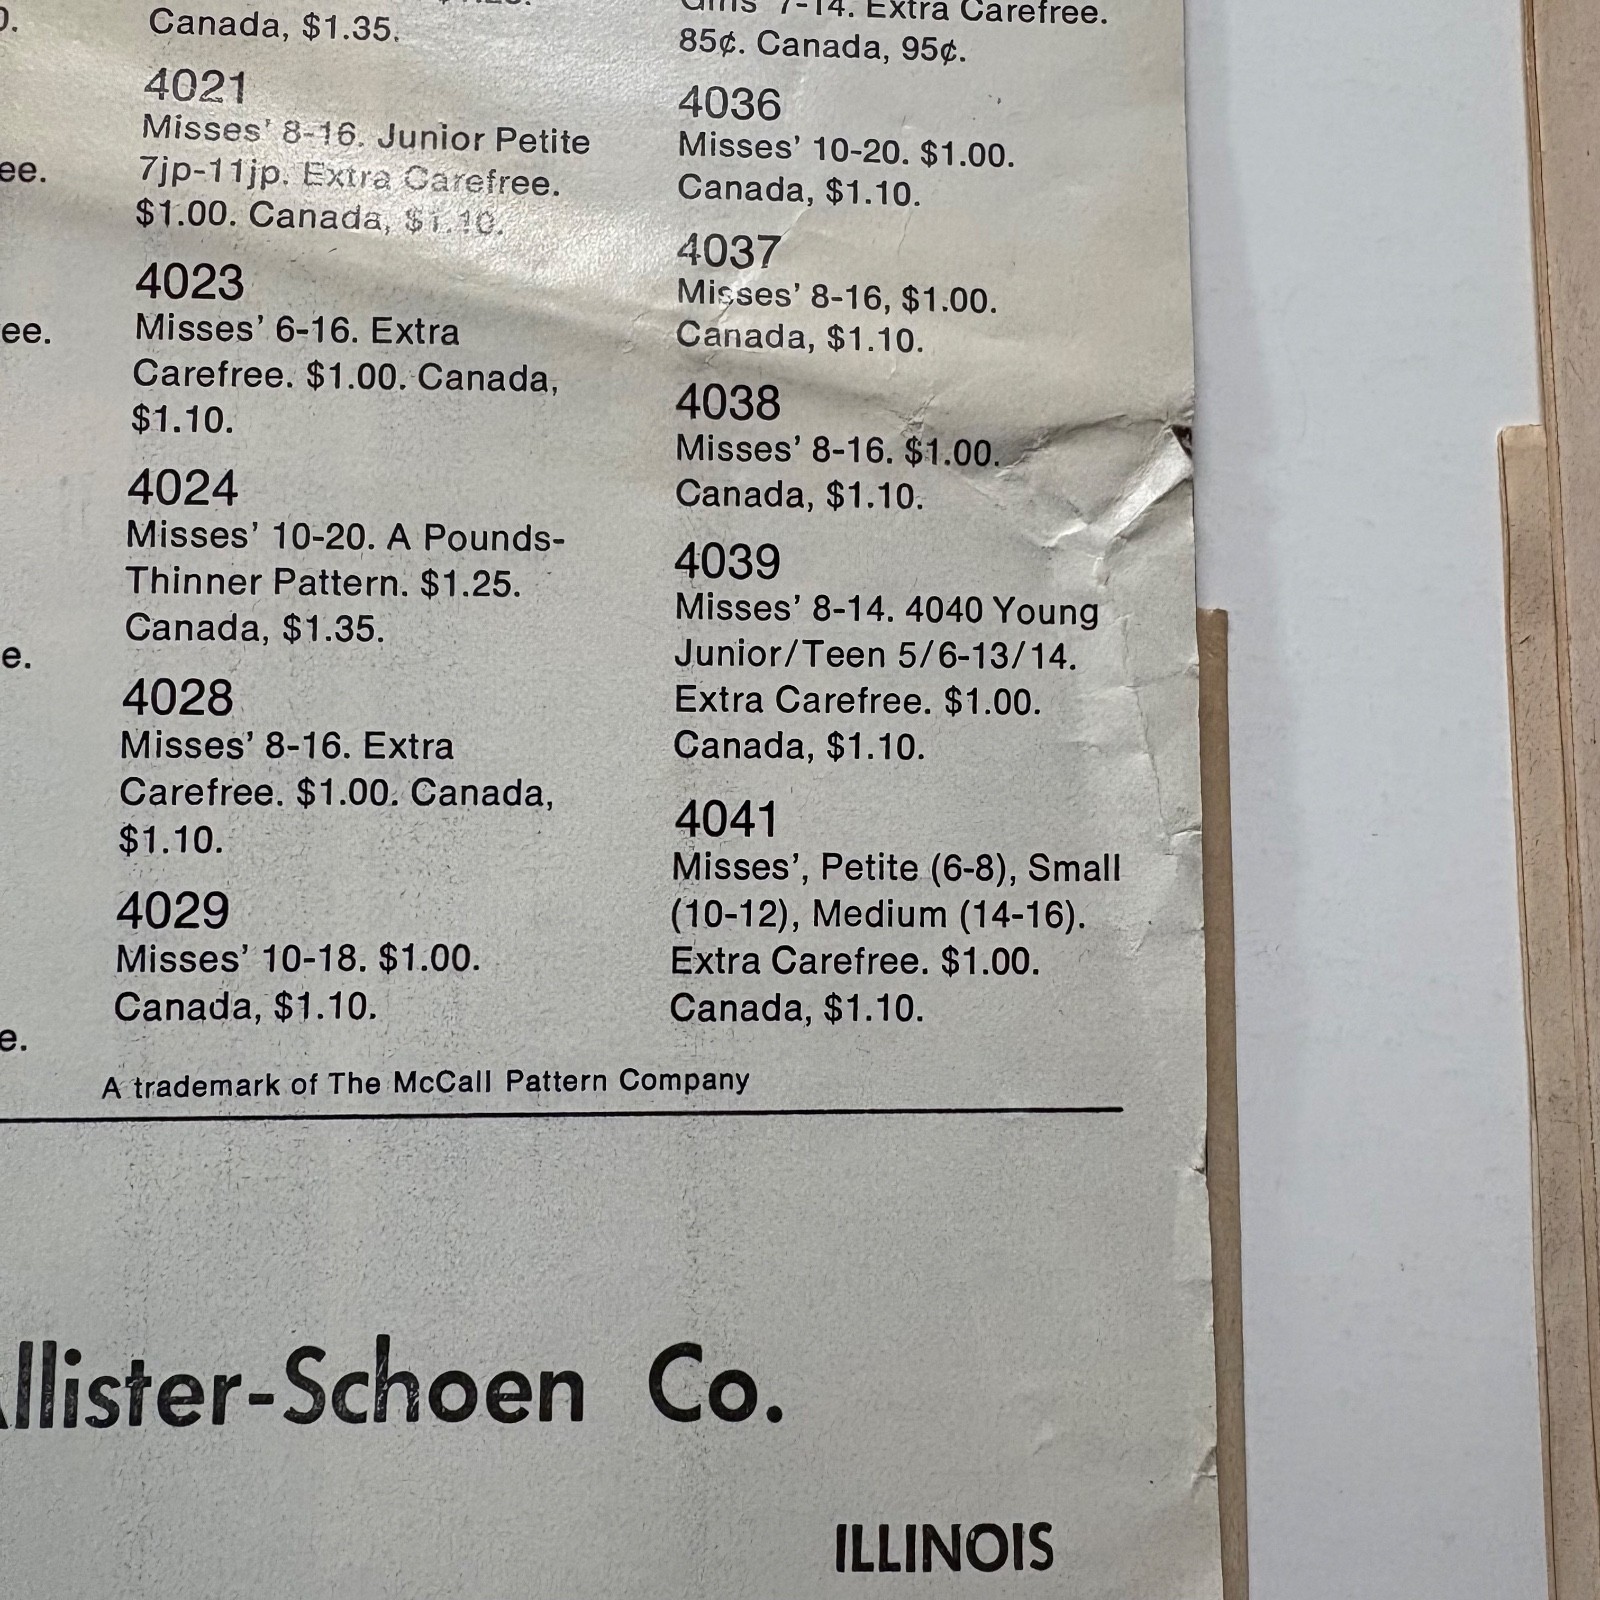 Canada, $1.35.
4021
Misses' 8-16. Junior Petite
7jp-11jp. Extra Carefree.
$1.00. Canada, $1.10.
4023
Misses' 6-16. Extra
Carefree. $1.00. Canada,
$1.10.
4024
Misses' 10-20. A Pounds-
Thinner Pattern. $1.25.
Canada, $1.35.
4028
Misses' 8-16. Extra
Carefree. $1.00. Canada,
$1.10.
4029
Misses' 10-18. $1.00.
Canada, $1.10.
7-14. Extra Carefree.
85¢. Canada, 95¢.
4036
Misses' 10-20. $1.00.
Canada, $1.10.
4037
Misses' 8-16, $1.00.
Canada, $1.10.
4038
Misses' 8-16. $1.00.
Canada, $1.10.
4039
Misses' 8-14. 4040 Young
Junior/Teen 5/6-13/14.
Extra Carefree. $1.00.
Canada, $1.10.
4041
Misses', Petite (6-8), Small
(10-12), Medium (14-16).
Extra Carefree. $1.00.
Canada, $1.10.
A trademark of The McCall Pattern Company
llister-Schoen Co.
ILLINOIS